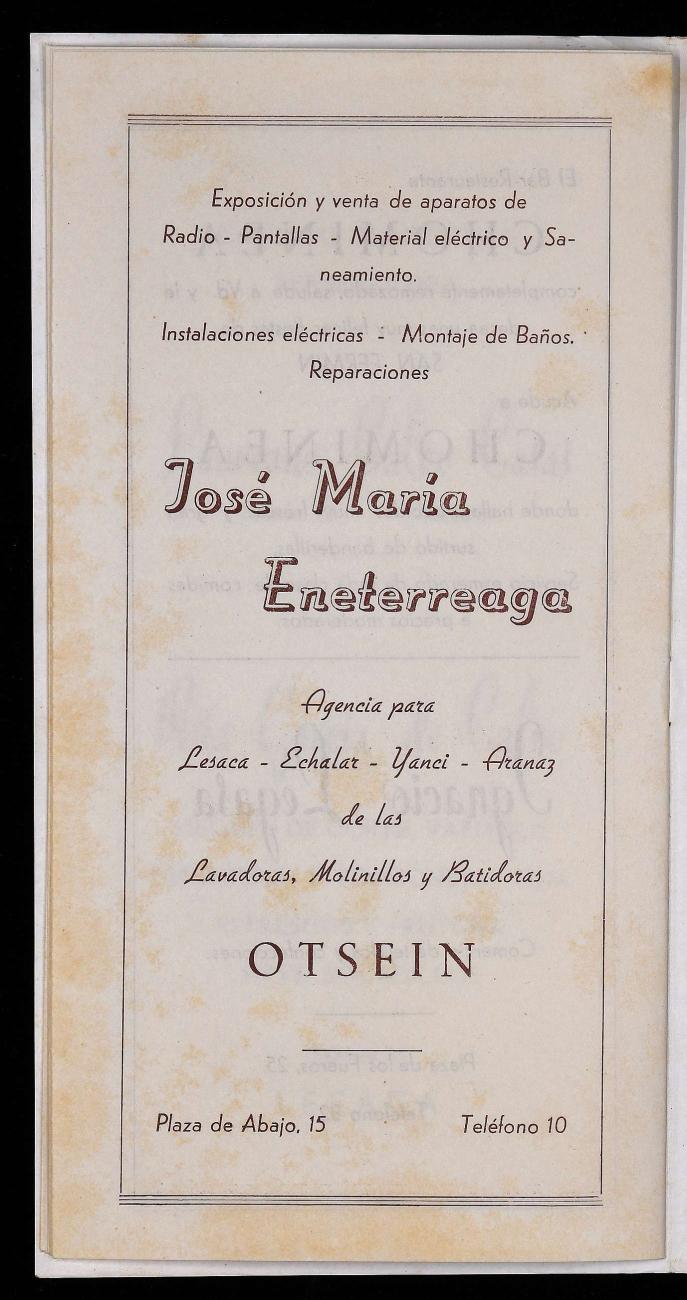 Exposición y venta de aparatos de
Radio - Pantallas - Material eléctrico y Sa-
neamiento.
Instalaciones eléctricas - Montaje de Baños.
Reparaciones
José María
Eneterreaga
Agencia para
Lesaca - Echalar - Yanci - Aranaz
de las
Lavadoras, Molinillos y Batidoras
OTSEIN
Plaza de Abajo, 15 Teléfono 10